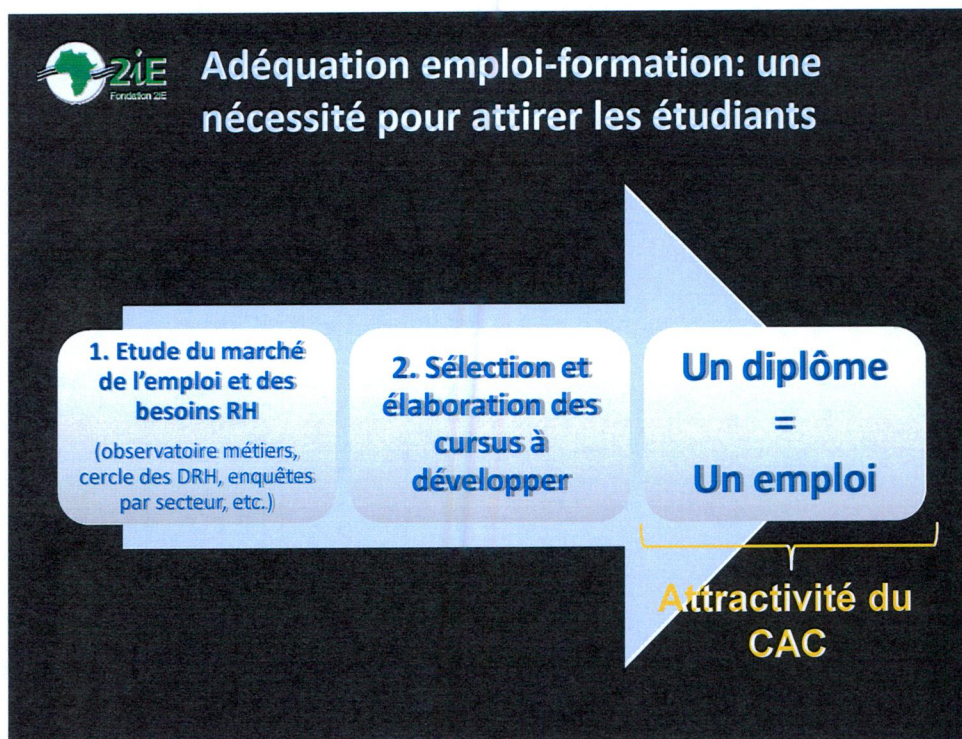 2iE
Fondation 2iE
Adéquation emploi-formation: une
nécessité pour attirer les étudiants
1. Etude du marché
de l'emploi et des
besoins RH
(observatoire métiers,
cercle des DRH, enquêtes
par secteur, etc.)
2. Sélection et
élaboration des
cursus à
développer
Un diplôme
=
Un emploi
Attractivité du
CAC